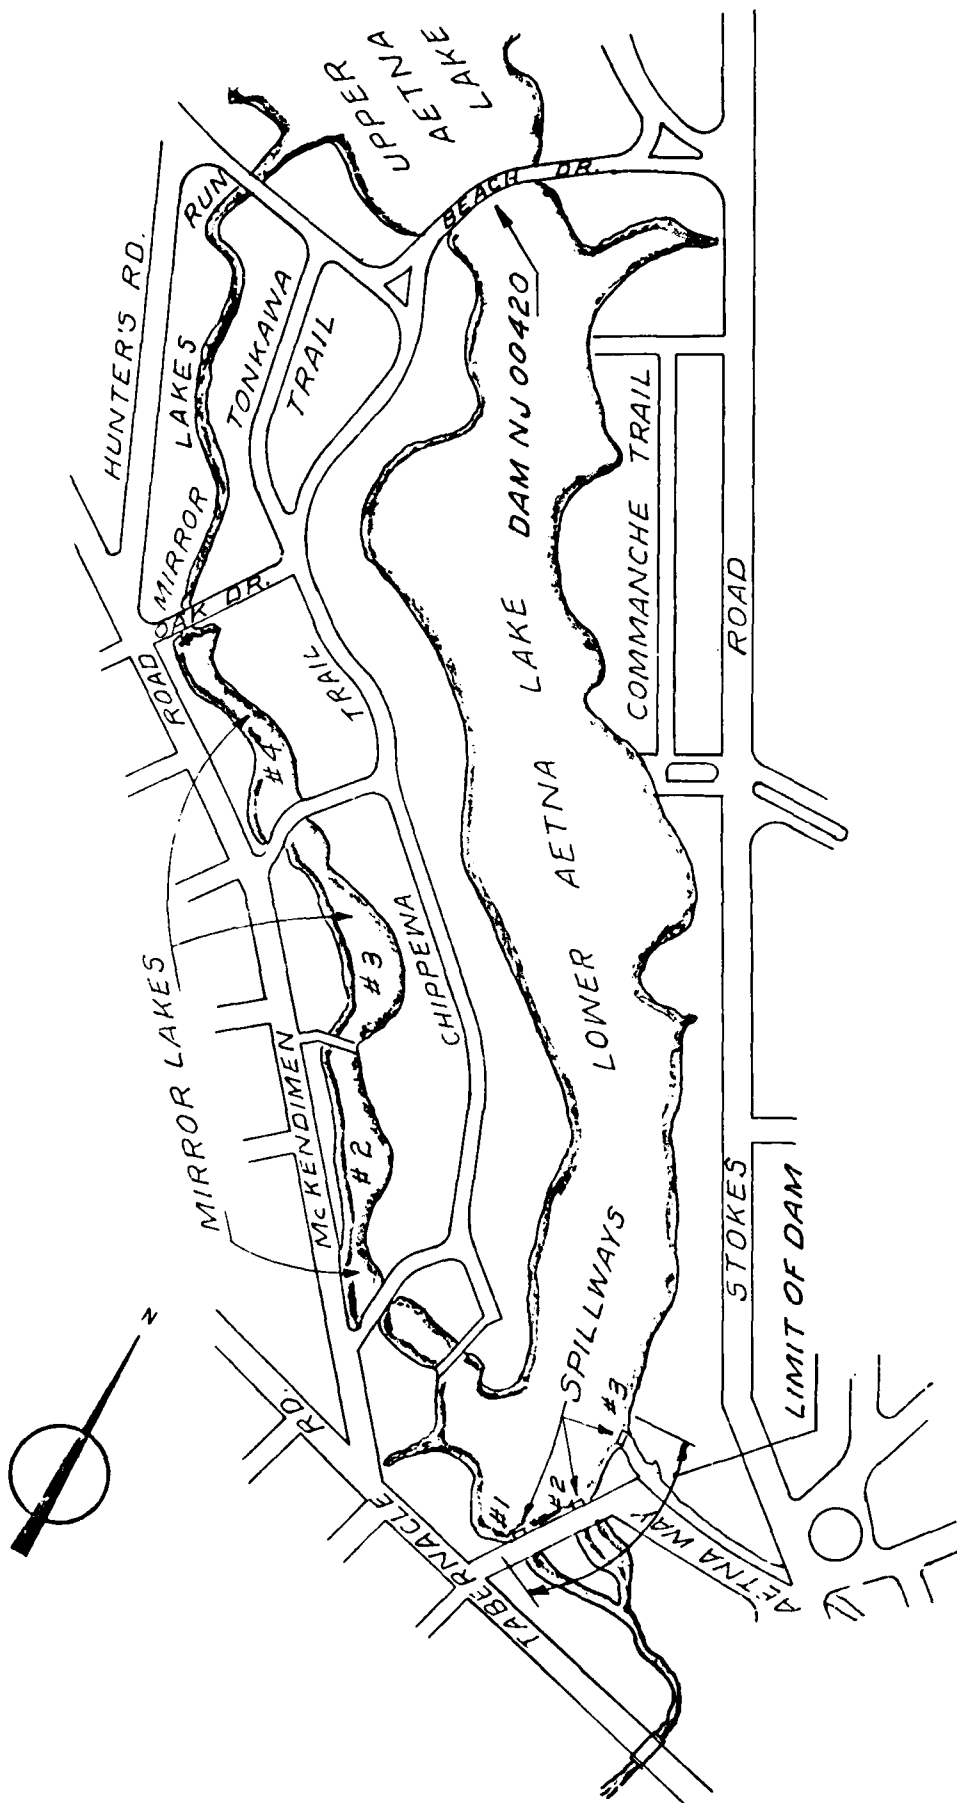 UPPER
AETNA
LAKE
HUNTER'S RD.
MIRROR LAKES RUN
TONKAWA
TRAIL
BEACH DR.
DAM NJ 00420
OAK DR.
ROAD
TRAIL
COMMANCHE TRAIL
ROAD
#4
MIRROR LAKES
#3
CHIPPEWA
LOWER AETNA LAKE
McKENDIMEN
#2
STOKES
N
RD.
SPILLWAYS
#3
#2
#1
LIMIT OF DAM
TABERNACLE
AETNA WAY